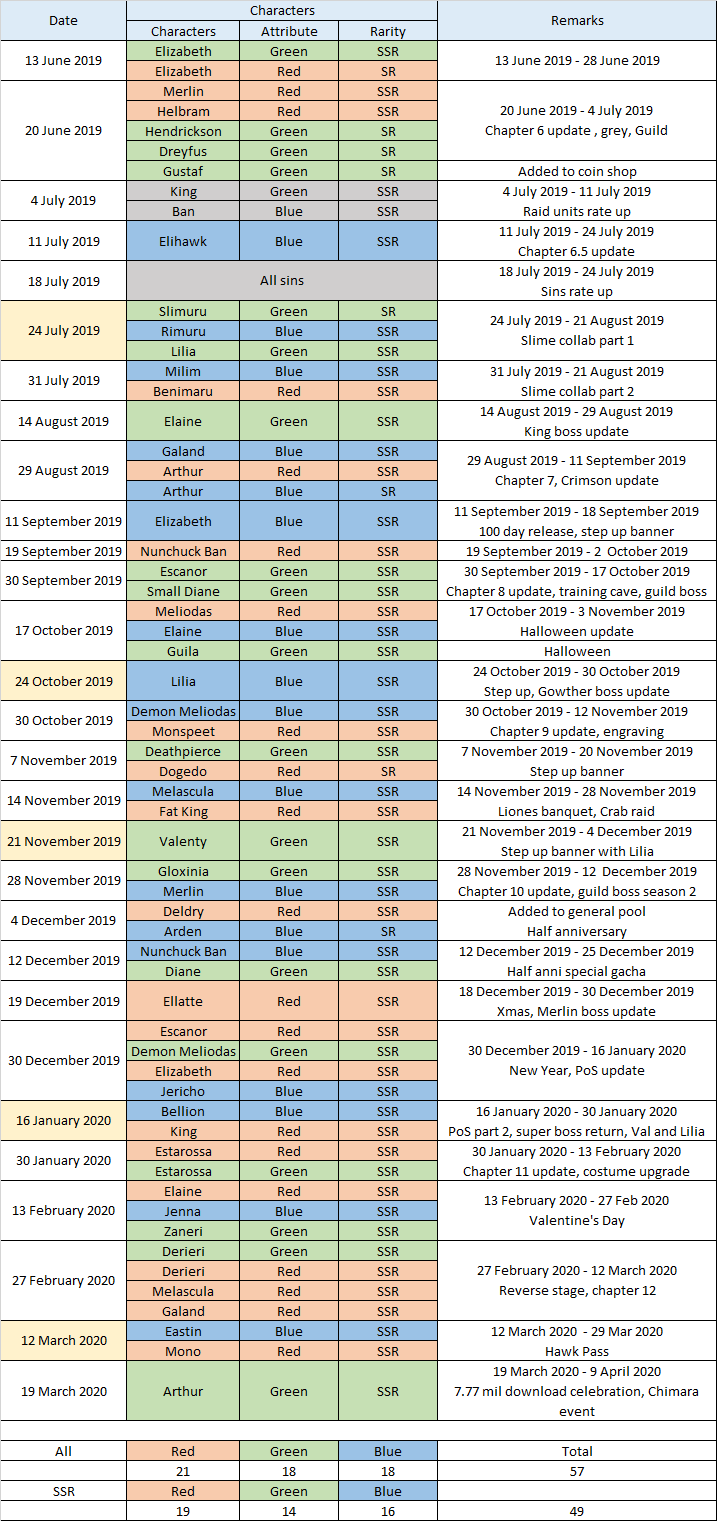 Date Characters Remarks
Characters Attribute Rarity
13 June 2019 Elizabeth Green SSR 13 June 2019 - 28 June 2019
Elizabeth Red SR
20 June 2019 Merlin Red SSR 20 June 2019 - 4 July 2019
Helbram Red SSR Chapter 6 update , grey, Guild
Hendrickson Green SR
Dreyfus Green SR
Gustaf Green SR Added to coin shop
4 July 2019 King Green SSR 4 July 2019 - 11 July 2019
Ban Blue SSR Raid units rate up
11 July 2019 Elihawk Blue SSR 11 July 2019 - 24 July 2019
Chapter 6.5 update
18 July 2019 All sins 18 July 2019 - 24 July 2019
Sins rate up
24 July 2019 Slimuru Green SR 24 July 2019 - 21 August 2019
Rimuru Blue SSR Slime collab part 1
Lilia Green SSR
31 July 2019 Milim Blue SSR 31 July 2019 - 21 August 2019
Benimaru Red SSR Slime collab part 2
14 August 2019 Elaine Green SSR 14 August 2019 - 29 August 2019
King boss update
29 August 2019 Galand Blue SSR 29 August 2019 - 11 September 2019
Arthur Red SSR Chapter 7, Crimson update
Arthur Blue SR
11 September 2019 Elizabeth Blue SSR 11 September 2019 - 18 September 2019
100 day release, step up banner
19 September 2019 Nunchuck Ban Red SSR 19 September 2019 - 2 October 2019
30 September 2019 Escanor Green SSR 30 September 2019 - 17 October 2019
Small Diane Green SSR Chapter 8 update, training cave, guild boss
17 October 2019 Meliodas Red SSR 17 October 2019 - 3 November 2019
Elaine Blue SSR Halloween update
Guila Green SSR Halloween
24 October 2019 Lilia Blue SSR 24 October 2019 - 30 October 2019
Step up, Gowther boss update
30 October 2019 Demon Meliodas Blue SSR 30 October 2019 - 12 November 2019
Monspeet Red SSR Chapter 9 update, engraving
7 November 2019 Deathpierce Green SSR 7 November 2019 - 20 November 2019
Dogedo Red SR Step up banner
14 November 2019 Melascula Blue SSR 14 November 2019 - 28 November 2019
Fat King Red SSR Liones banquet, Crab raid
21 November 2019 Valenty Green SSR 21 November 2019 - 4 December 2019
Step up banner with Lilia
28 November 2019 Gloxinia Green SSR 28 November 2019 - 12 December 2019
Merlin Blue SSR Chapter 10 update, guild boss season 2
4 December 2019 Deldry Red SSR Added to general pool
Arden Blue SR Half anniversary
12 December 2019 Nunchuck Ban Blue SSR 12 December 2019 - 25 December 2019
Diane Green SSR Half anni special gacha
19 December 2019 Ellatte Red SSR 18 December 2019 - 30 December 2019
Xmas, Merlin boss update
30 December 2019 Escanor Red SSR 30 December 2019 - 16 January 2020
Demon Meliodas Green SSR New Year, PoS update
Elizabeth Red SSR
Jericho Blue SSR
16 January 2020 Bellion Blue SSR 16 January 2020 - 30 January 2020
King Red SSR PoS part 2, super boss return, Val and Lilia
30 January 2020 Estarossa Red SSR 30 January 2020 - 13 February 2020
Estarossa Green SSR Chapter 11 update, costume upgrade
13 February 2020 Elaine Red SSR 13 February 2020 - 27 Feb 2020
Jenna Blue SSR Valentine's Day
Zaneri Green SSR
27 February 2020 Derieri Green SSR 27 February 2020 - 12 March 2020
Derieri Red SSR Reverse stage, chapter 12
Melascula Red SSR
Galand Red SSR
12 March 2020 Eastin Blue SSR 12 March 2020 - 29 Mar 2020
Mono Red SSR Hawk Pass
19 March 2020 Arthur Green SSR 19 March 2020 - 9 April 2020
7.77 mil download celebration, Chimara
event
All Red Green Blue Total
21 18 18 57
SSR Red Green Blue
19 14 16 49